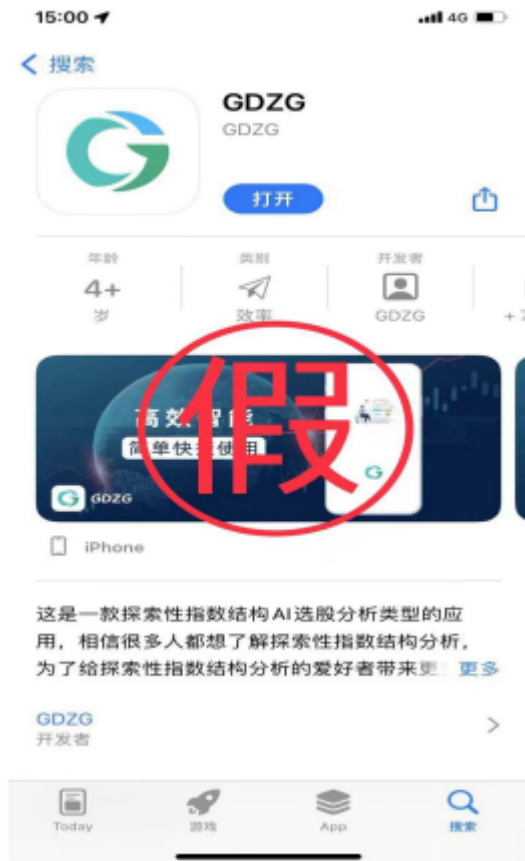 15:00
4G
搜索
GDZG
GDZG
打开
年龄
类别
开发者
4+
岁
效率
GDZG
+ 7
高效智能
简单快捷使用
假
GDZG
iPhone
这是一款探索性指数结构AI选股分析类型的应
用，相信很多人都想了解探索性指数结构分析，
为了给探索性指数结构分析的爱好者带来更 更多
GDZG
开发者
Today
游戏
App
搜索